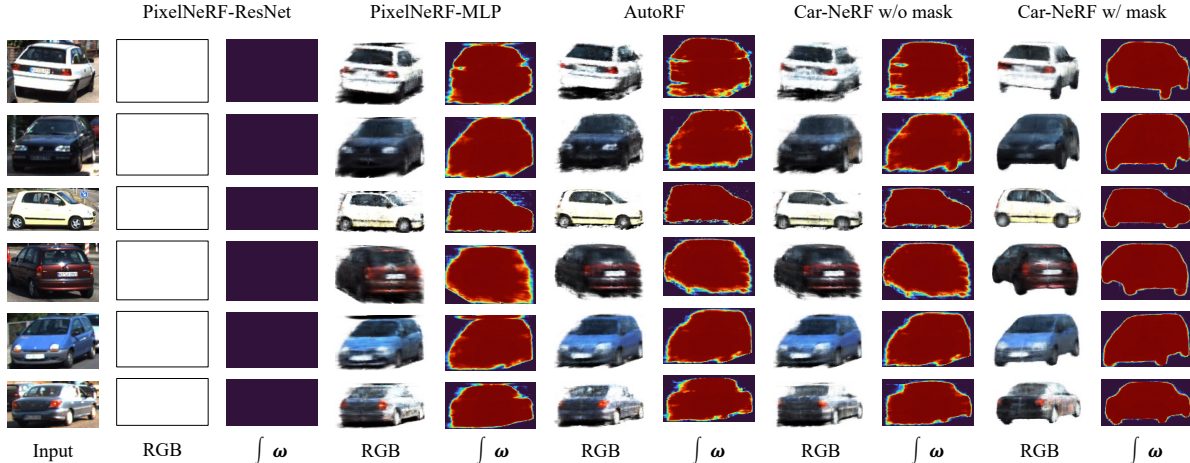 PixelNeRF-ResNet PixelNeRF-MLP AutoRF Car-NeRF w/o mask Car-NeRF w/ mask
Input RGB ∫ ω RGB ∫ ω RGB ∫ ω RGB ∫ ω RGB ∫ ω